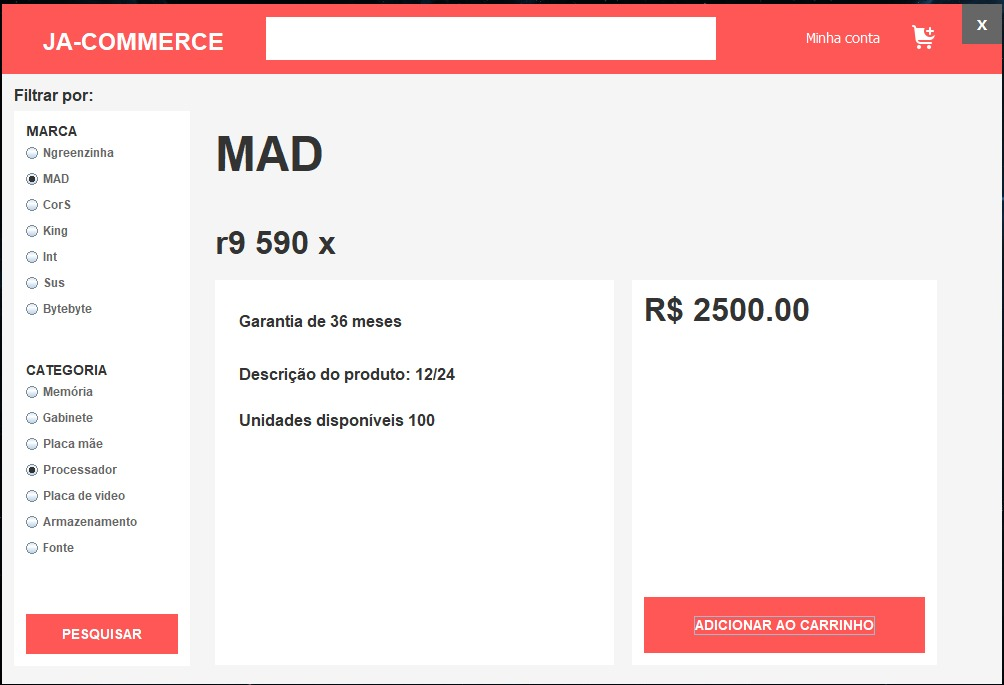 JA-COMMERCE
Minha conta
X
Filtrar por:
MARCA
Ngreenzinha
MAD
CorS
King
Int
Sus
Bytebyte
CATEGORIA
Memória
Gabinete
Placa mãe
Processador
Placa de video
Armazenamento
Fonte
PESQUISAR
MAD
r9 590 x
Garantia de 36 meses
Descrição do produto: 12/24
Unidades disponíveis 100
R$ 2500.00
ADICIONAR AO CARRINHO